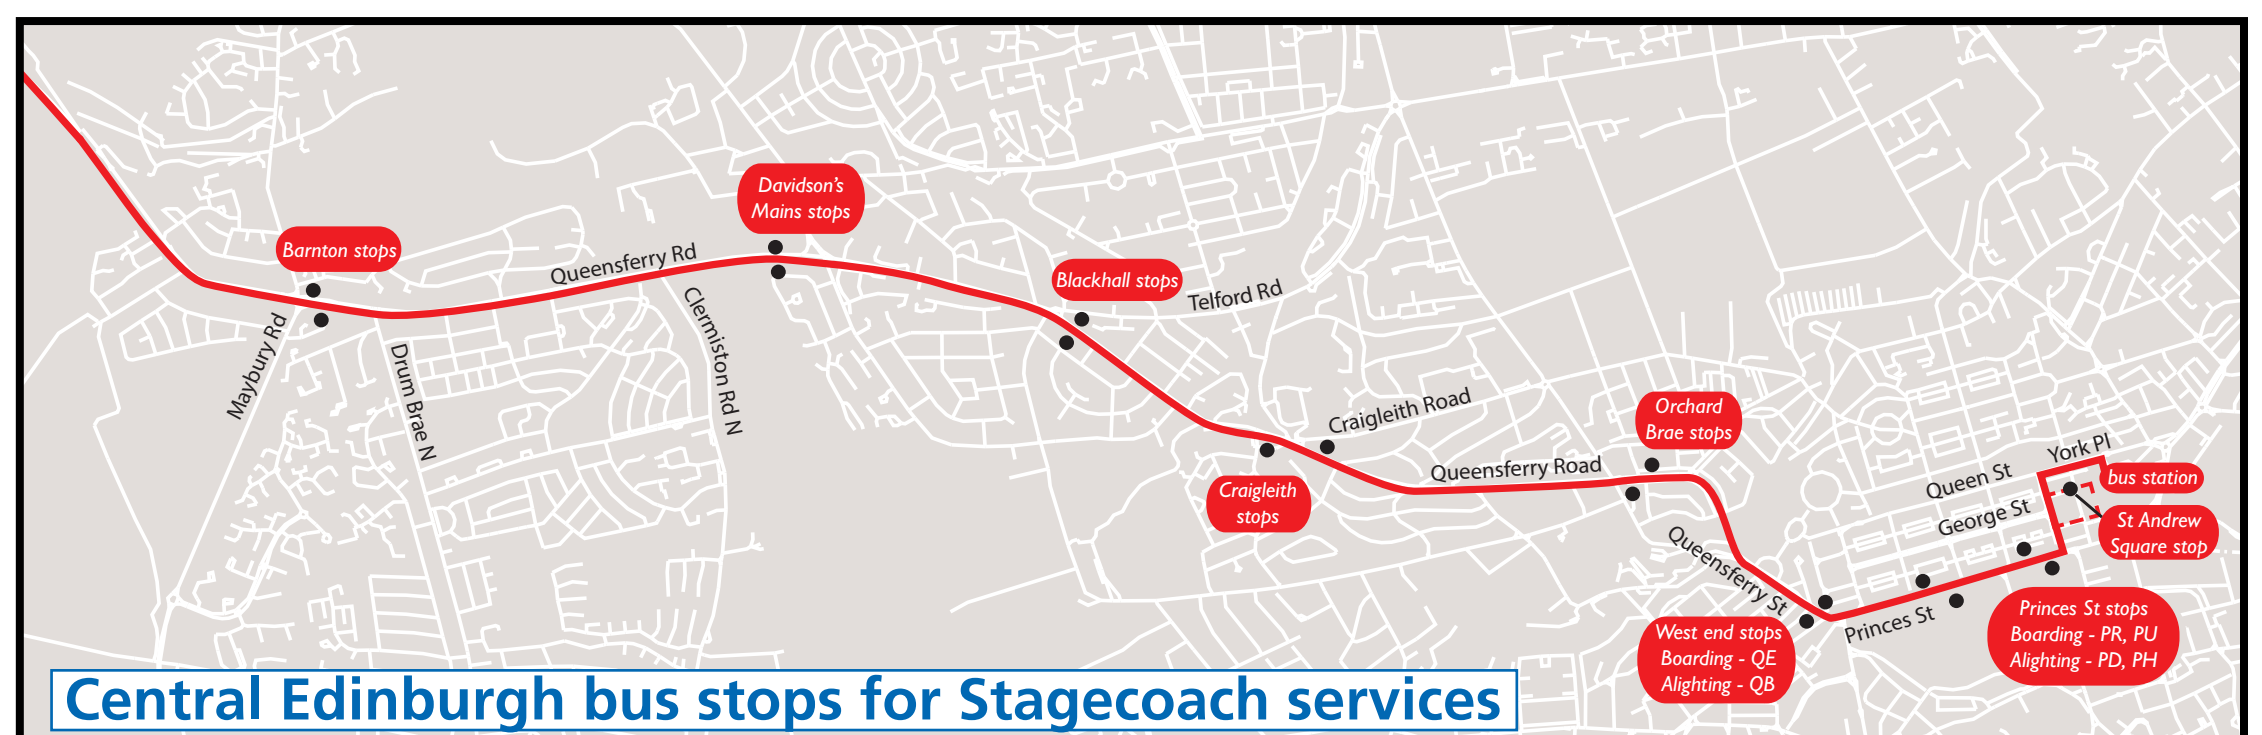 Davidson's
Mains stops
Barnton stops
Queensferry Rd
Blackhall stops
Telford Rd
Clermiston Rd N
Maybury Rd
Drum Brae N
Craigleith Road
Orchard
Brae stops
York Pl
Queensferry Road
Craigleith
stops
Queen St
bus station
George St
St Andrew
Square stop
Queensferry St
Princes St
Princes St stops
Boarding - PR, PU
Alighting - PD, PH
West end stops
Boarding - QE
Alighting - QB
Central Edinburgh bus stops for Stagecoach services